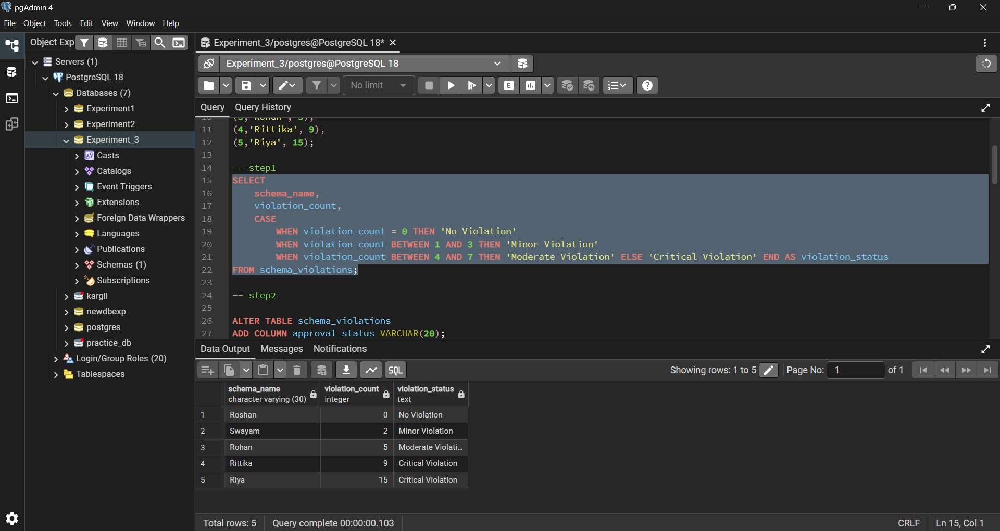 pgAdmin 4
File Object Tools Edit View Window Help
Object Exp
Experiment_3/postgres@PostgreSQL 18*
Servers (1)
PostgreSQL 18
Databases (7)
Experiment1
Experiment2
Experiment_3
Casts
Catalogs
Event Triggers
Extensions
Foreign Data Wrappers
Languages
Publications
Schemas (1)
Subscriptions
kargil
newdbexp
postgres
practice_db
Login/Group Roles (20)
Tablespaces
Experiment_3/postgres@PostgreSQL 18
No limit
E
Query Query History
10 (3, 'Rohan', 5),
11 (4,'Rittika', 9),
12 (5,'Riya', 15);
13
14 -- step1
15 SELECT
16 schema_name,
17 violation_count,
18 CASE
19 WHEN violation_count = 0 THEN 'No Violation'
20 WHEN violation_count BETWEEN 1 AND 3 THEN 'Minor Violation'
21 WHEN violation_count BETWEEN 4 AND 7 THEN 'Moderate Violation' ELSE 'Critical Violation' END AS violation_status
22 FROM schema_violations;
23
24 -- step2
25
26 ALTER TABLE schema_violations
27 ADD COLUMN approval_status VARCHAR(20);
Data Output Messages Notifications
SQL
Showing rows: 1 to 5 Page No: 1 of 1
schema_name violation_count violation_status
character varying (30) integer text
1 Roshan 0 No Violation
2 Swayam 2 Minor Violation
3 Rohan 5 Moderate Violati...
4 Rittika 9 Critical Violation
5 Riya 15 Critical Violation
Total rows: 5 Query complete 00:00:00.103 CRLF Ln 15, Col 1